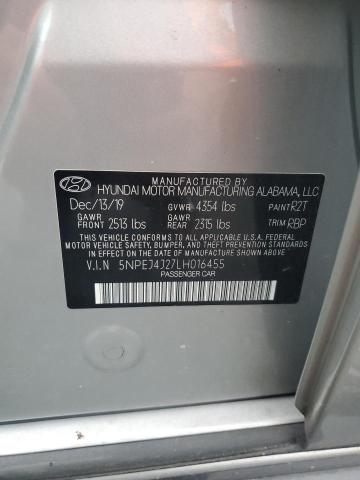 MANUFACTURED BY
HYUNDAI MOTOR MANUFACTURING ALABAMA, LLC
Dec/13/19 GVWR 4354 lbs PAINT R2T
GAWR FRONT 2513 lbs GAWR REAR 2315 lbs TRIM RBP
THIS VEHICLE CONFORMS TO ALL APPLICABLE U.S. FEDERAL
MOTOR VEHICLE SAFETY, BUMPER, AND THEFT PREVENTION
STANDARDS IN EFFECT ON THE DATE OF MANUFACTURE SHOWN
ABOVE.
V.I.N 5NPEJ4J27LH016455
PASSENGER CAR